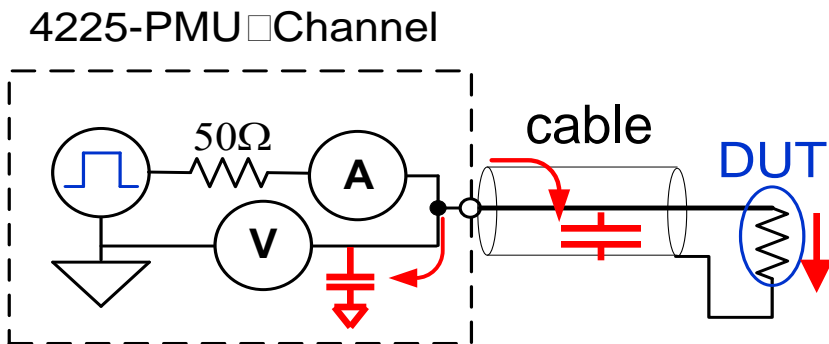 4225-PMU□Channel
cable
50Ω
DUT
A
V